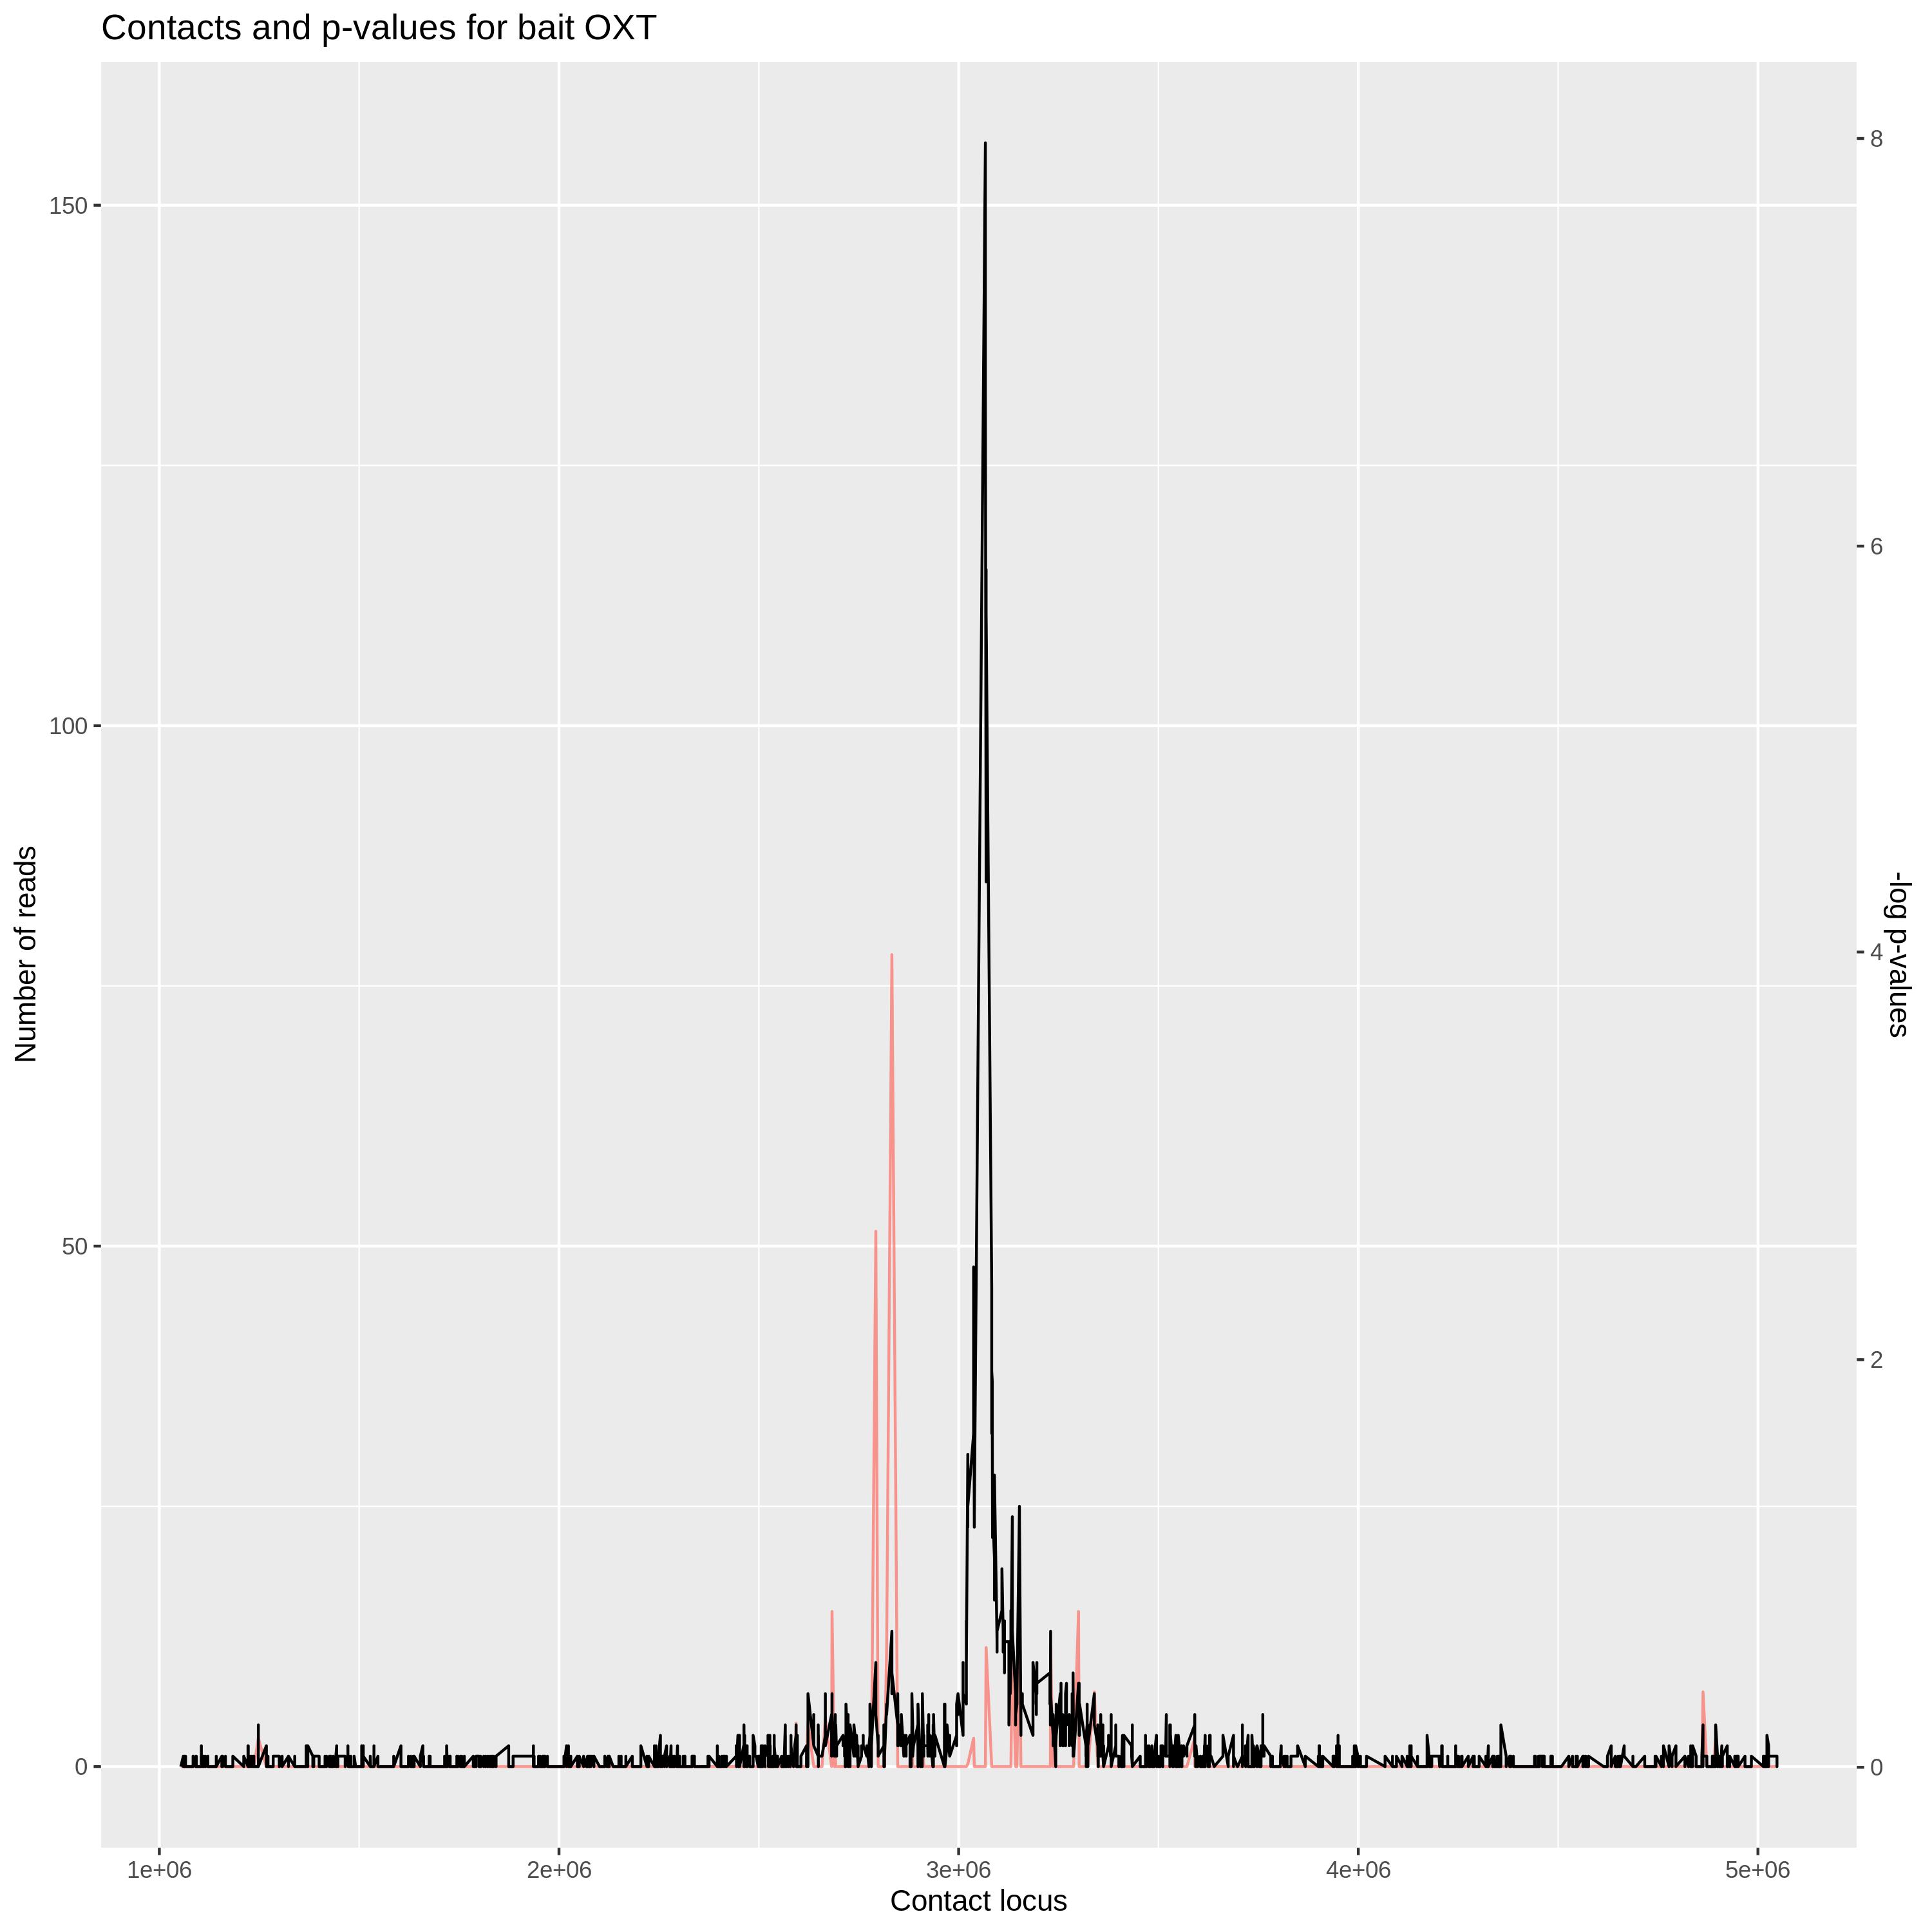 Contacts and p-values for bait OXT
150
100
50
0
Number of reads
8
6
4
2
0
-log p-values
1e+06
2e+06
3e+06
4e+06
5e+06
Contact locus